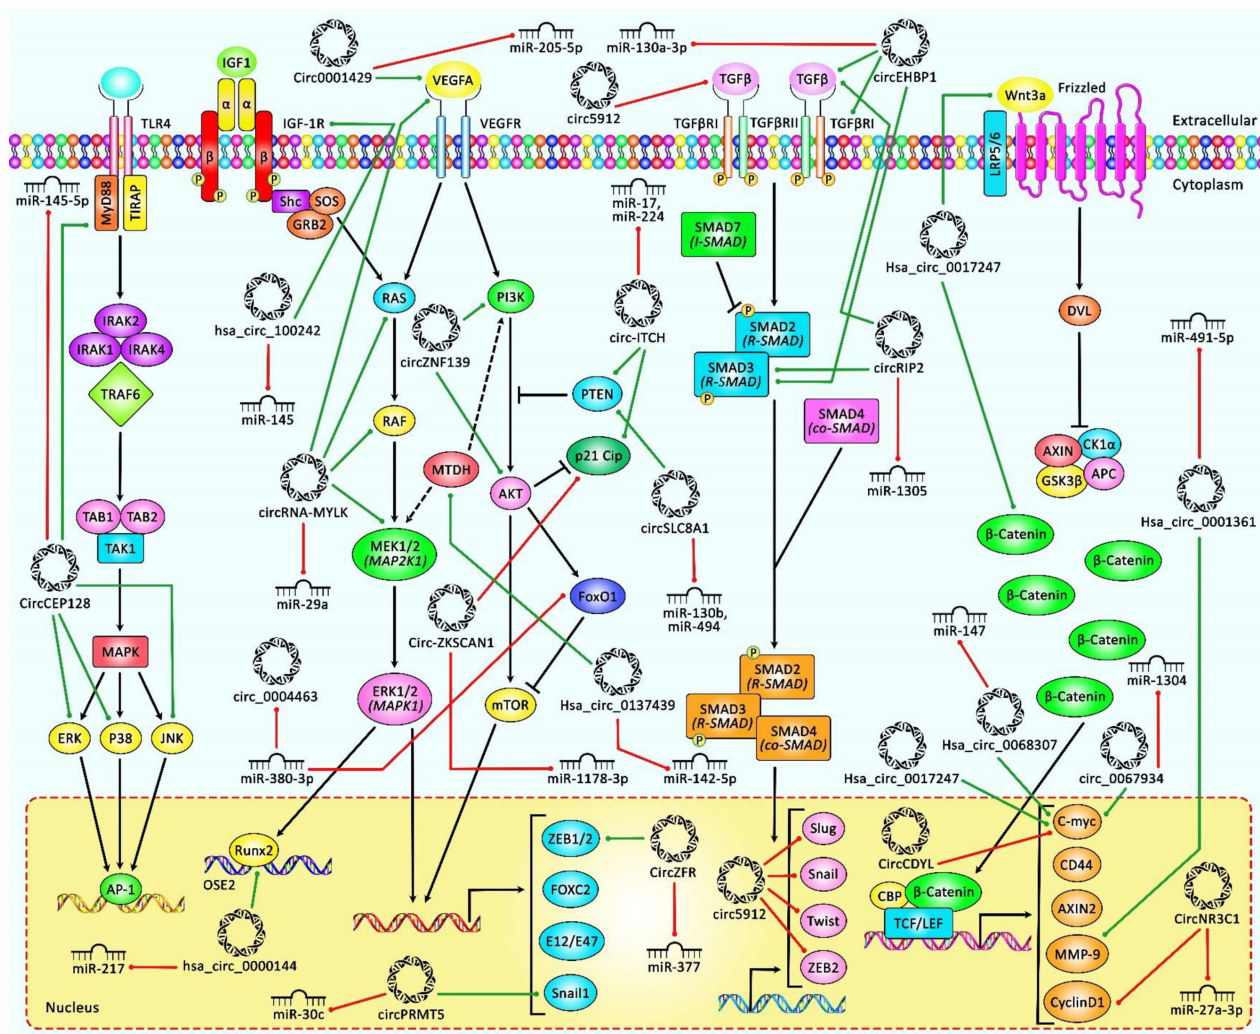 Circ0001429
miR-205-5p
miR-130a-3p
circEHBP1
IGF1
α
α
VEGFA
circ5912
TGFβ
TGFβ
Wnt3a
Frizzled
TLR4
IGF-1R
VEGFR
TGFβRI
TGFβRII
TGFβRI
Extracellular
β
β
LRP5/6
Cytoplasm
P
P
P
P
P
P
P
P
miR-145-5p
MyD88
TIRAP
Shc
SOS
GRB2
miR-17,
miR-224
SMAD7
(I-SMAD)
Hsa_circ_0017247
IRAK2
IRAK1
IRAK4
hsa_circ_100242
RAS
PI3K
circZNF139
circ-ITCH
P
SMAD2
(R-SMAD)
SMAD3
(R-SMAD)
P
circRIP2
DVL
miR-491-5p
TRAF6
miR-145
RAF
PTEN
SMAD4
(co-SMAD)
p21 Cip
AXIN
CK1α
GSK3β
APC
MTDH
AKT
miR-1305
circRNA-MYLK
circSLC8A1
Hsa_circ_0001361
TAB1
TAB2
TAK1
MEK1/2
(MAP2K1)
β-Catenin
β-Catenin
CircCEP128
miR-29a
FoxO1
miR-130b,
miR-494
β-Catenin
Circ-ZKSCAN1
miR-147
β-Catenin
MAPK
circ_0004463
ERK1/2
(MAPK1)
mTOR
Hsa_circ_0137439
P
SMAD2
(R-SMAD)
SMAD3
(R-SMAD)
P
SMAD4
(co-SMAD)
miR-1304
β-Catenin
ERK
P38
JNK
Hsa_circ_0068307
miR-380-3p
miR-1178-3p
miR-142-5p
Hsa_circ_0017247
circ_0067934
Runx2
OSE2
ZEB1/2
CircZFR
Slug
C-myc
CircCDYL
AP-1
FOXC2
circ5912
Snail
CBP
β-Catenin
TCF/LEF
CD44
E12/E47
Twist
AXIN2
CircNR3C1
miR-217
hsa_circ_0000144
miR-377
ZEB2
MMP-9
Nucleus
miR-30c
circPRMT5
Snail1
CyclinD1
miR-27a-3p